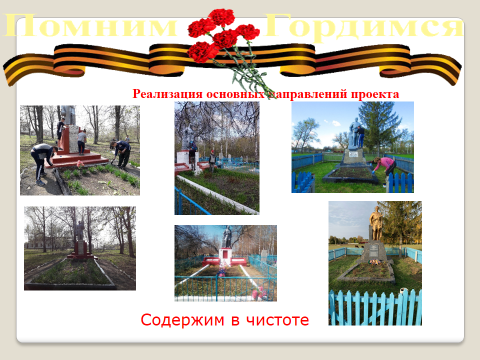 Помним Гордимся
Реализация основных направлений проекта
Содержим в чистоте